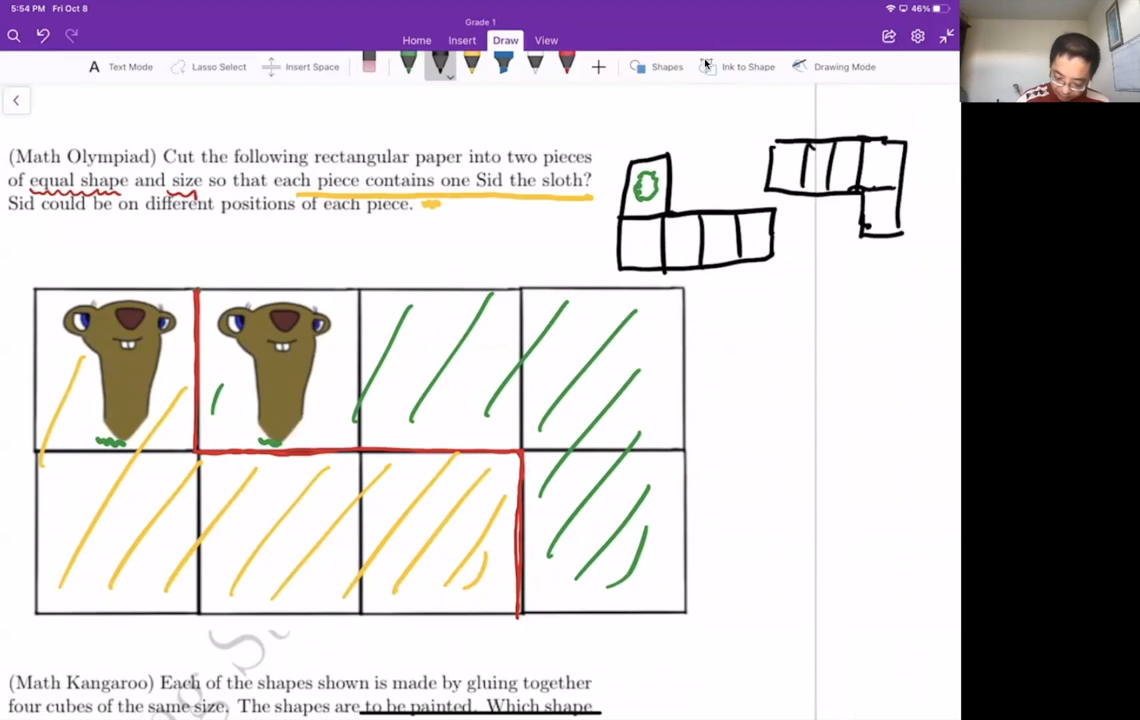 5:54 PM Fri Oct 8
46%
Grade 1
Home Insert Draw View
Text Mode Lasso Select Insert Space Shapes Ink to Shape Drawing Mode
(Math Olympiad) Cut the following rectangular paper into two pieces
of equal shape and size so that each piece contains one Sid the sloth?
Sid could be on different positions of each piece.
(Math Kangaroo) Each of the shapes shown is made by gluing together
four cubes of the same size. The shapes are to be painted. Which shape